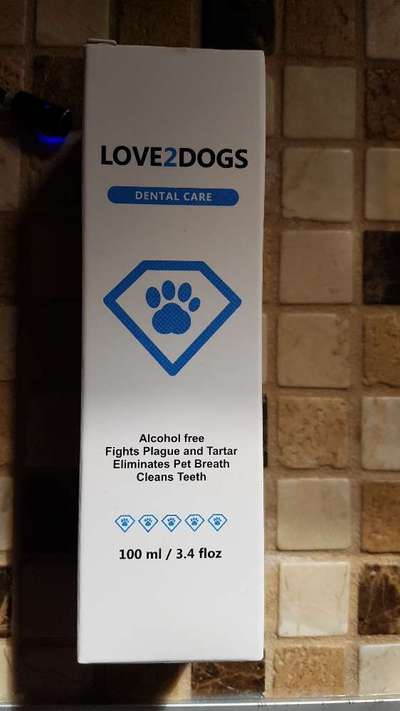 LOVE2DOGS
DENTAL CARE
Alcohol free
Fights Plague and Tartar
Eliminates Pet Breath
Cleans Teeth
100 ml / 3.4 floz